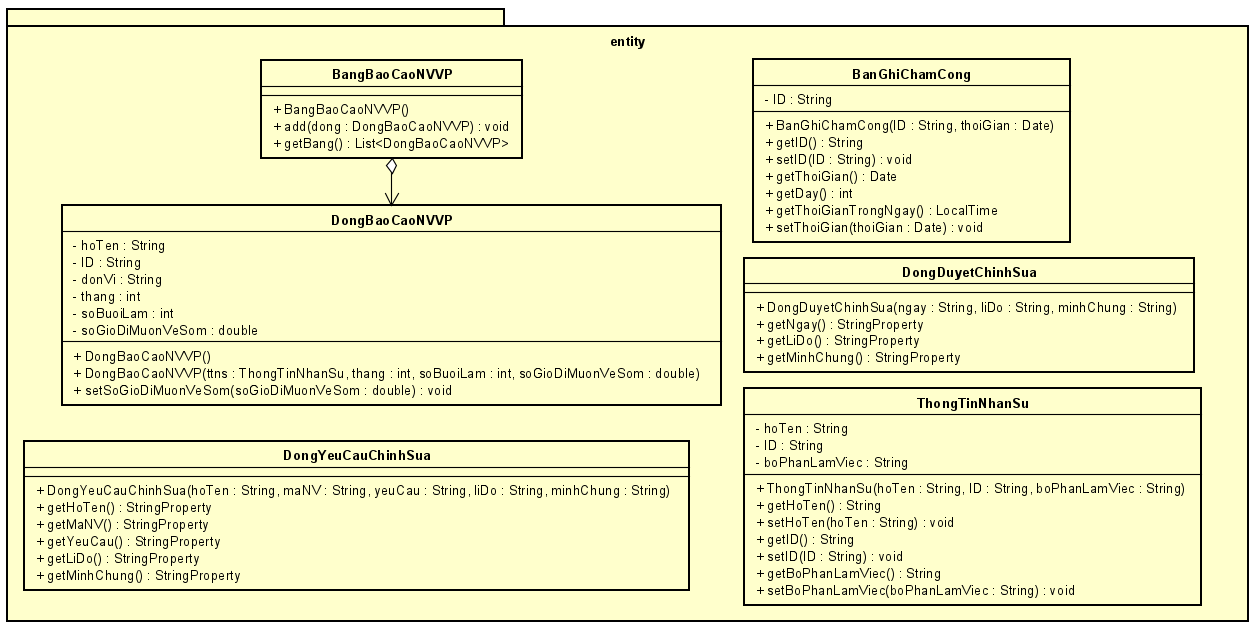 entity
BangBaoCaoNVVP
+ BangBaoCaoNVVP()
+ add(dong : DongBaoCaoNVVP) : void
+ getBang() : List<DongBaoCaoNVVP>
BanGhiChamCong
- ID : String
+ BanGhiChamCong(ID : String, thoiGian : Date)
+ getID() : String
+ setID(ID : String) : void
+ getThoiGian() : Date
+ getDay() : int
+ getThoiGianTrongNgay() : LocalTime
+ setThoiGian(thoiGian : Date) : void
DongBaoCaoNVVP
- hoTen : String
- ID : String
- donVi : String
- thang : int
- soBuoiLam : int
- soGioDiMuonVeSom : double
+ DongBaoCaoNVVP()
+ DongBaoCaoNVVP(ttns : ThongTinNhanSu, thang : int, soBuoiLam : int, soGioDiMuonVeSom : double)
+ setSoGioDiMuonVeSom(soGioDiMuonVeSom : double) : void
DongDuyetChinhSua
+ DongDuyetChinhSua(ngay : String, liDo : String, minhChung : String)
+ getNgay() : StringProperty
+ getLiDo() : StringProperty
+ getMinhChung() : StringProperty
ThongTinNhanSu
- hoTen : String
- ID : String
- boPhanLamViec : String
+ ThongTinNhanSu(hoTen : String, ID : String, boPhanLamViec : String)
+ getHoTen() : String
+ setHoTen(hoTen : String) : void
+ getID() : String
+ setID(ID : String) : void
+ getBoPhanLamViec() : String
+ setBoPhanLamViec(boPhanLamViec : String) : void
DongYeuCauChinhSua
+ DongYeuCauChinhSua(hoTen : String, maNV : String, yeuCau : String, liDo : String, minhChung : String)
+ getHoTen() : StringProperty
+ getMaNV() : StringProperty
+ getYeuCau() : StringProperty
+ getLiDo() : StringProperty
+ getMinhChung() : StringProperty